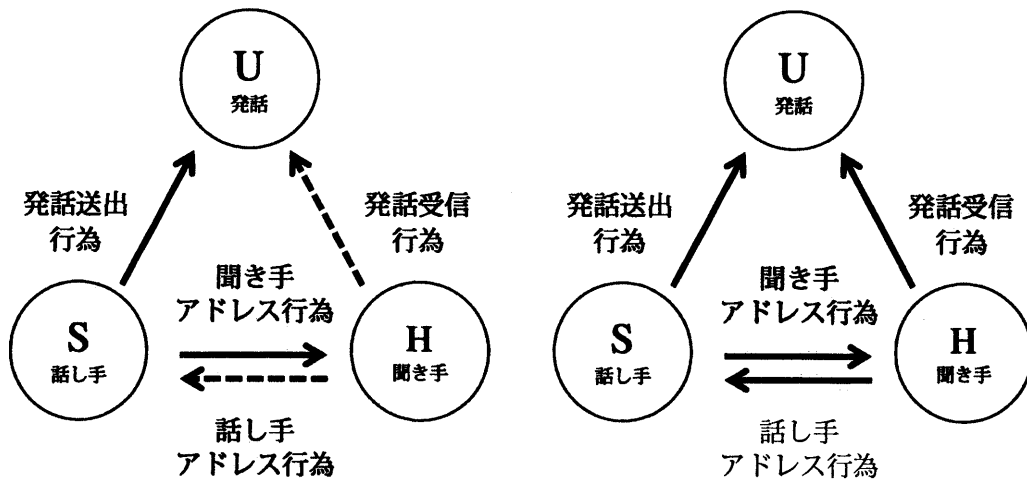 U
発話
発話送出
行為
発話受信
行為
聞き手
アドレス行為
S
話し手
H
聞き手
話し手
アドレス行為
U
発話
発話送出
行為
発話受信
行為
聞き手
アドレス行為
S
話し手
H
聞き手
話し手
アドレス行為